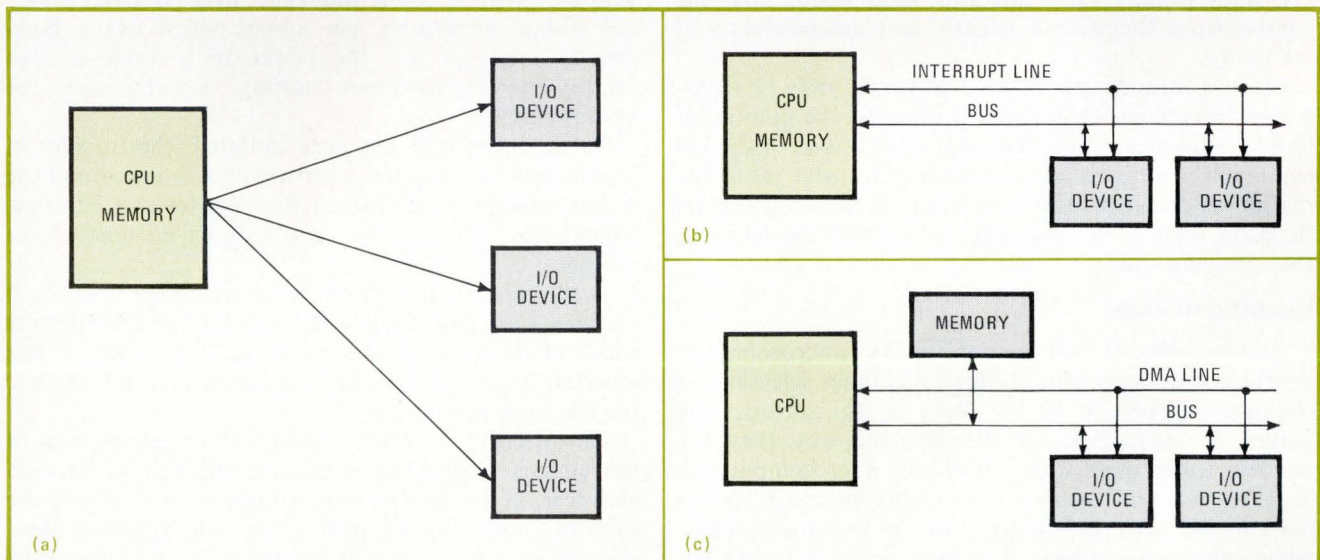 CPU
MEMORY
I/O
DEVICE
I/O
DEVICE
I/O
DEVICE
(a)
CPU
MEMORY
INTERRUPT LINE
BUS
I/O
DEVICE
I/O
DEVICE
(b)
CPU
MEMORY
DMA LINE
BUS
I/O
DEVICE
I/O
DEVICE
(c)